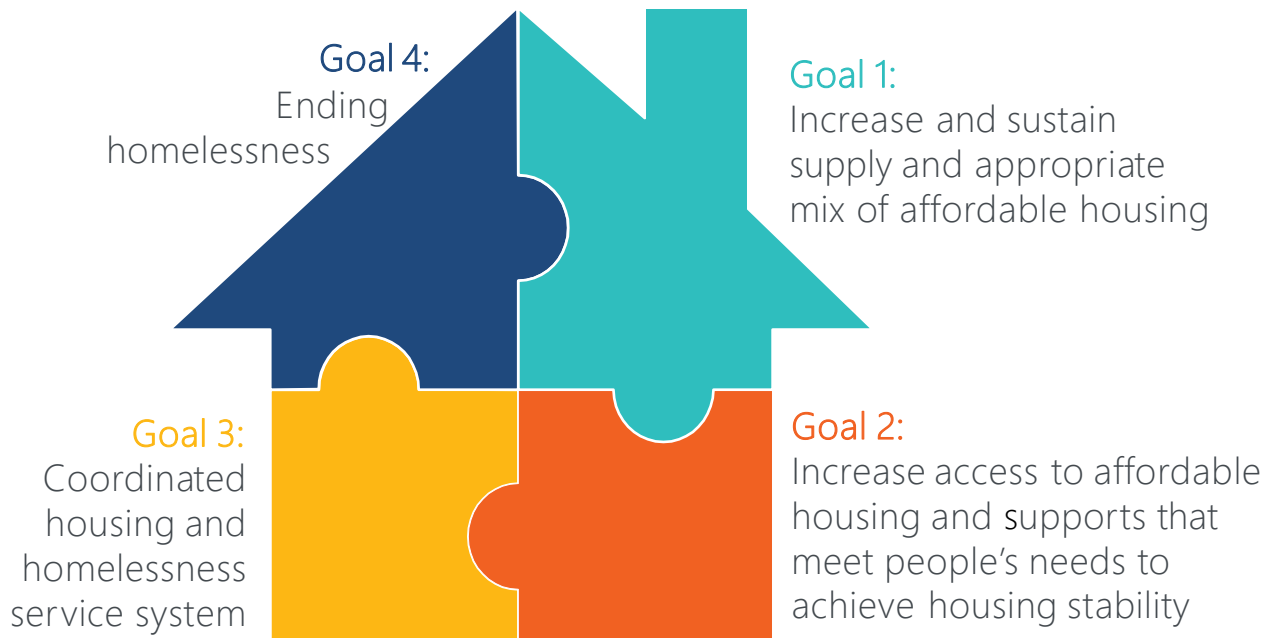 Goal 4:
Ending
homelessness
Goal 1:
Increase and sustain
supply and appropriate
mix of affordable housing
Goal 3:
Coordinated
housing and
homelessness
service system
Goal 2:
Increase access to affordable
housing and supports that
meet people's needs to
achieve housing stability